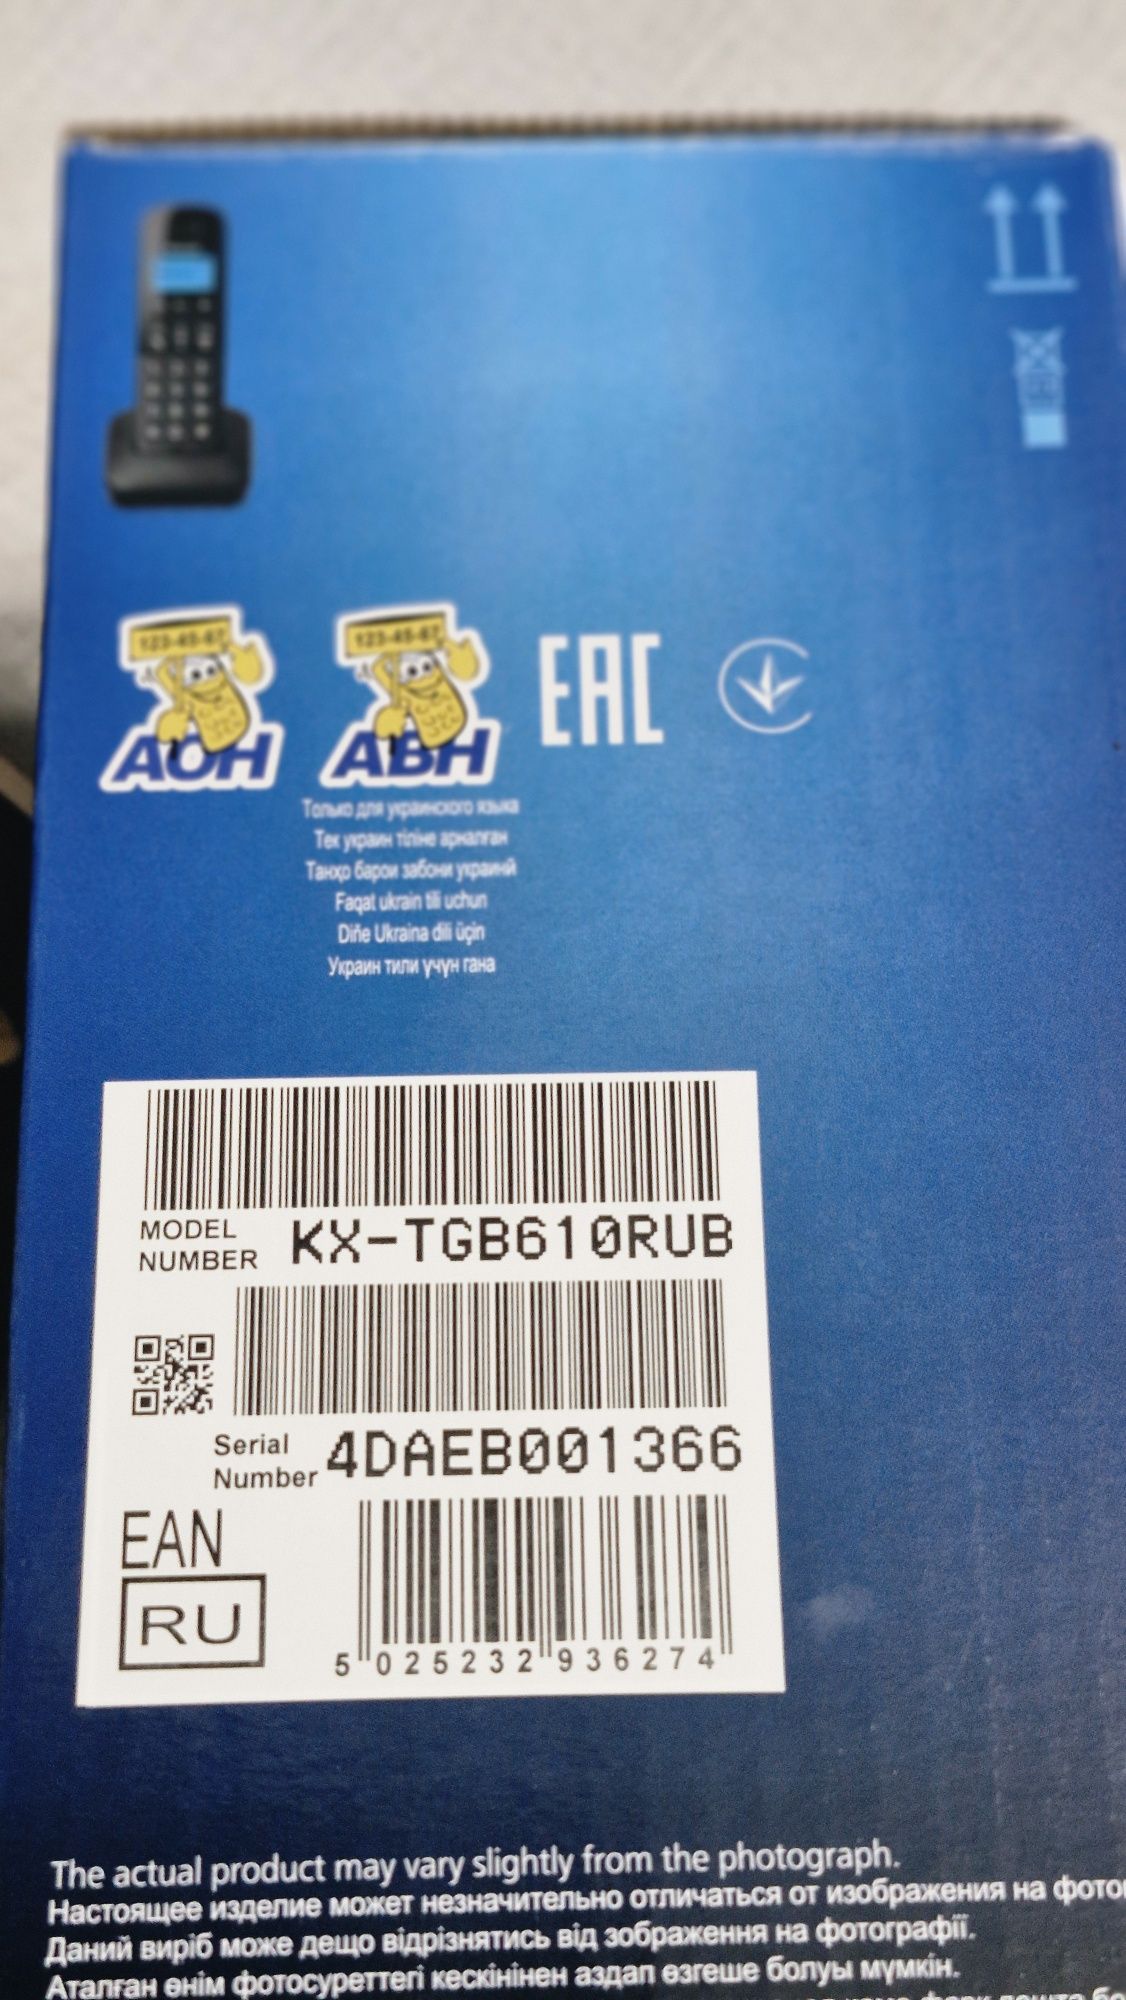 123-45-67
АОН
123-45-67
АВН
EAC
Только для украинского языка
Тек украин тіліне арналған
Танҳо барои забони украинӣ
Faqat ukrain tili uchun
Diňe Ukraina dili üçin
Украин тили үчүн гана
MODEL NUMBER KX-TGB610RUB
Serial Number 4DAEB001366
EAN
RU
5 025232 936274
The actual product may vary slightly from the photograph.
Настоящее изделие может незначительно отличаться от изображения на
Даний виріб може дещо відрізнятись від зображення на фотографії.
Аталған өнім фотосуреттегі кескінінен аздап өзгеше болуы мүмкін.